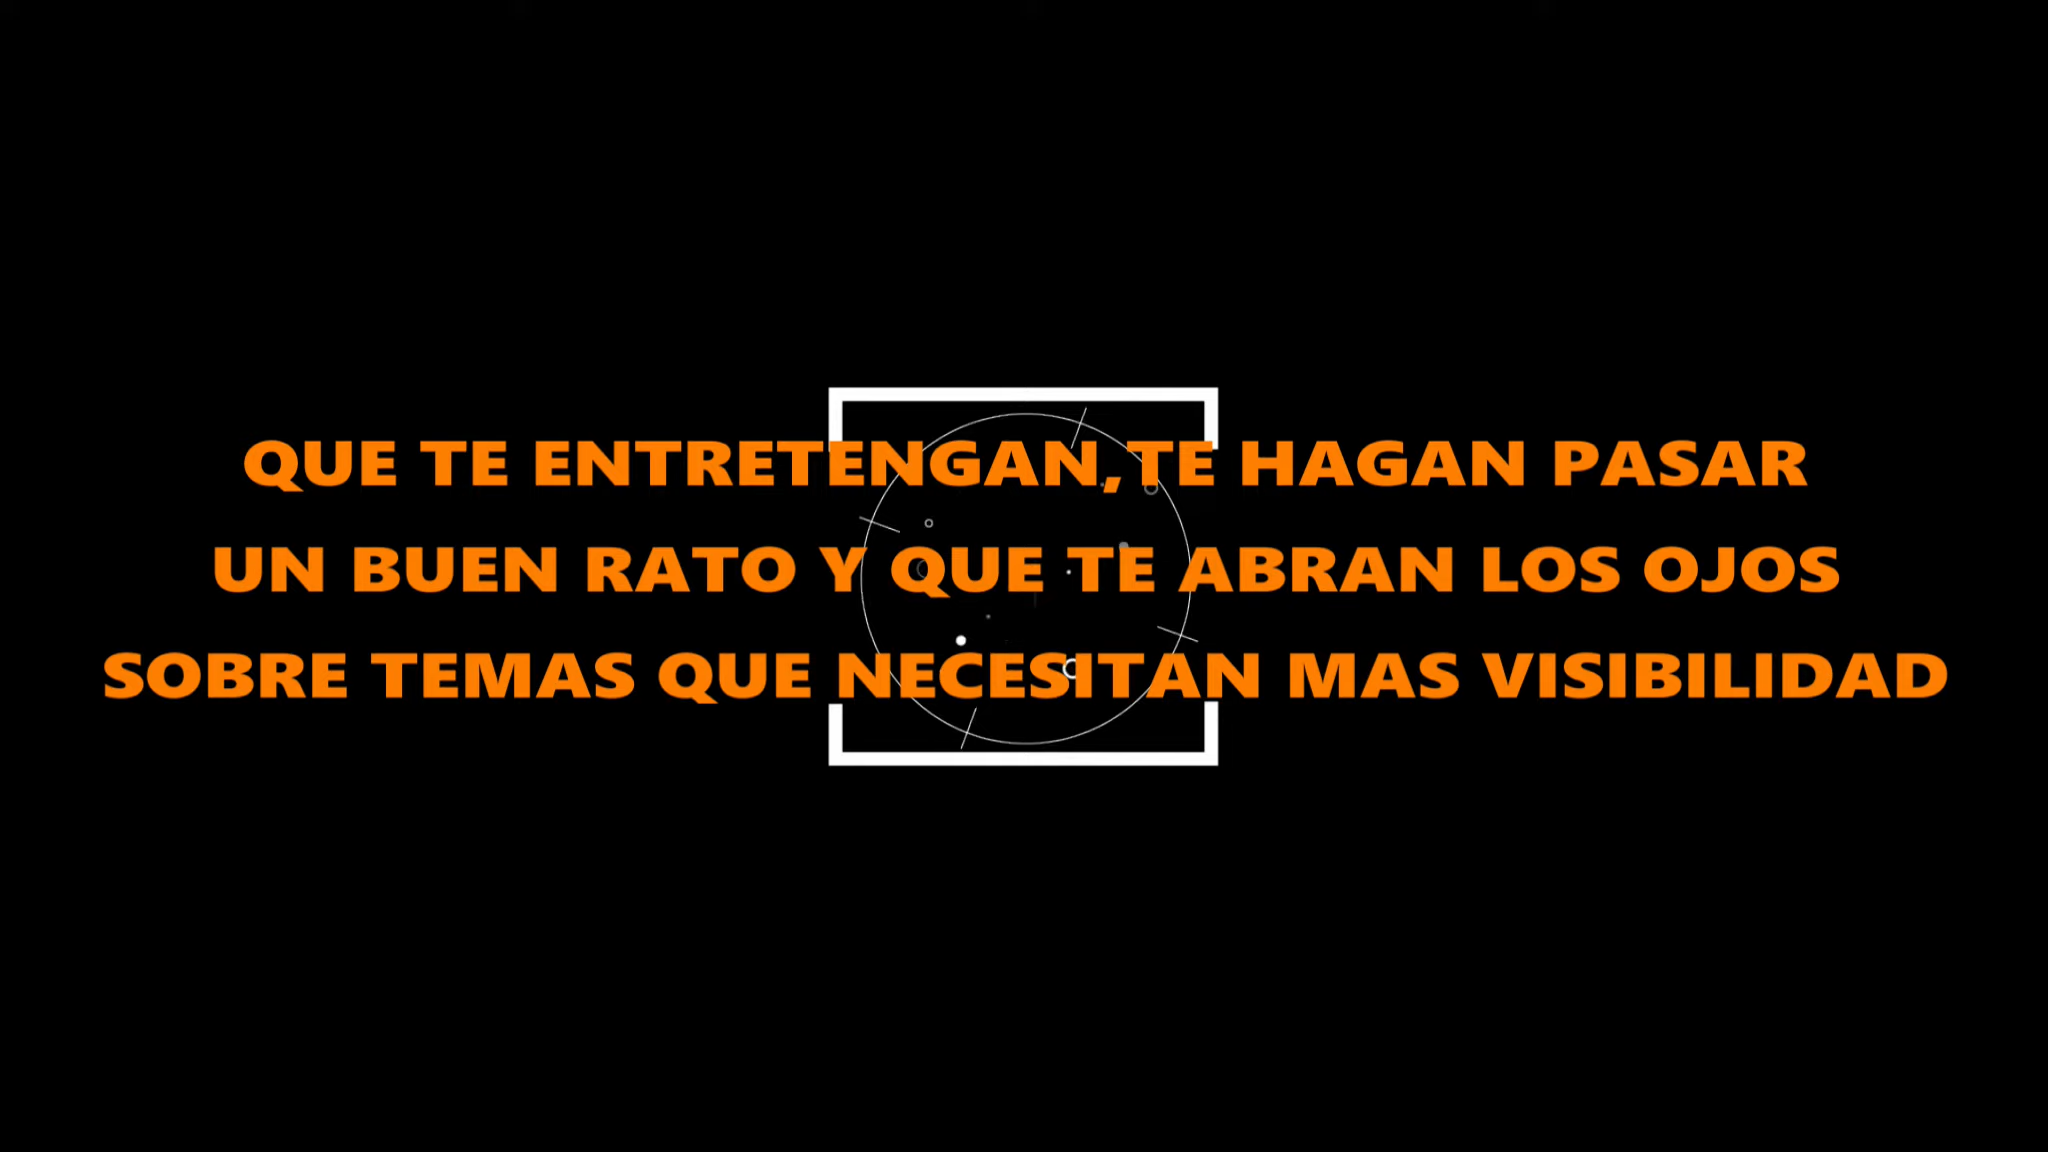 QUE TE ENTRETENGAN, TE HAGAN PASAR
UN BUEN RATO Y QUE TE ABRAN LOS OJOS
SOBRE TEMAS QUE NECESITAN MAS VISIBILIDAD